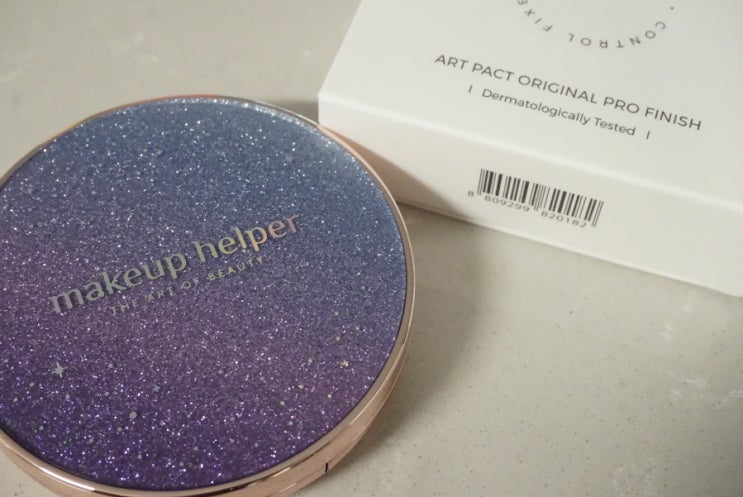 makeup helper
THE ART OF BEAUTY
CONTROL FIXE
ART PACT ORIGINAL PRO FINISH
| Dermatologically Tested |
8 809299 820182